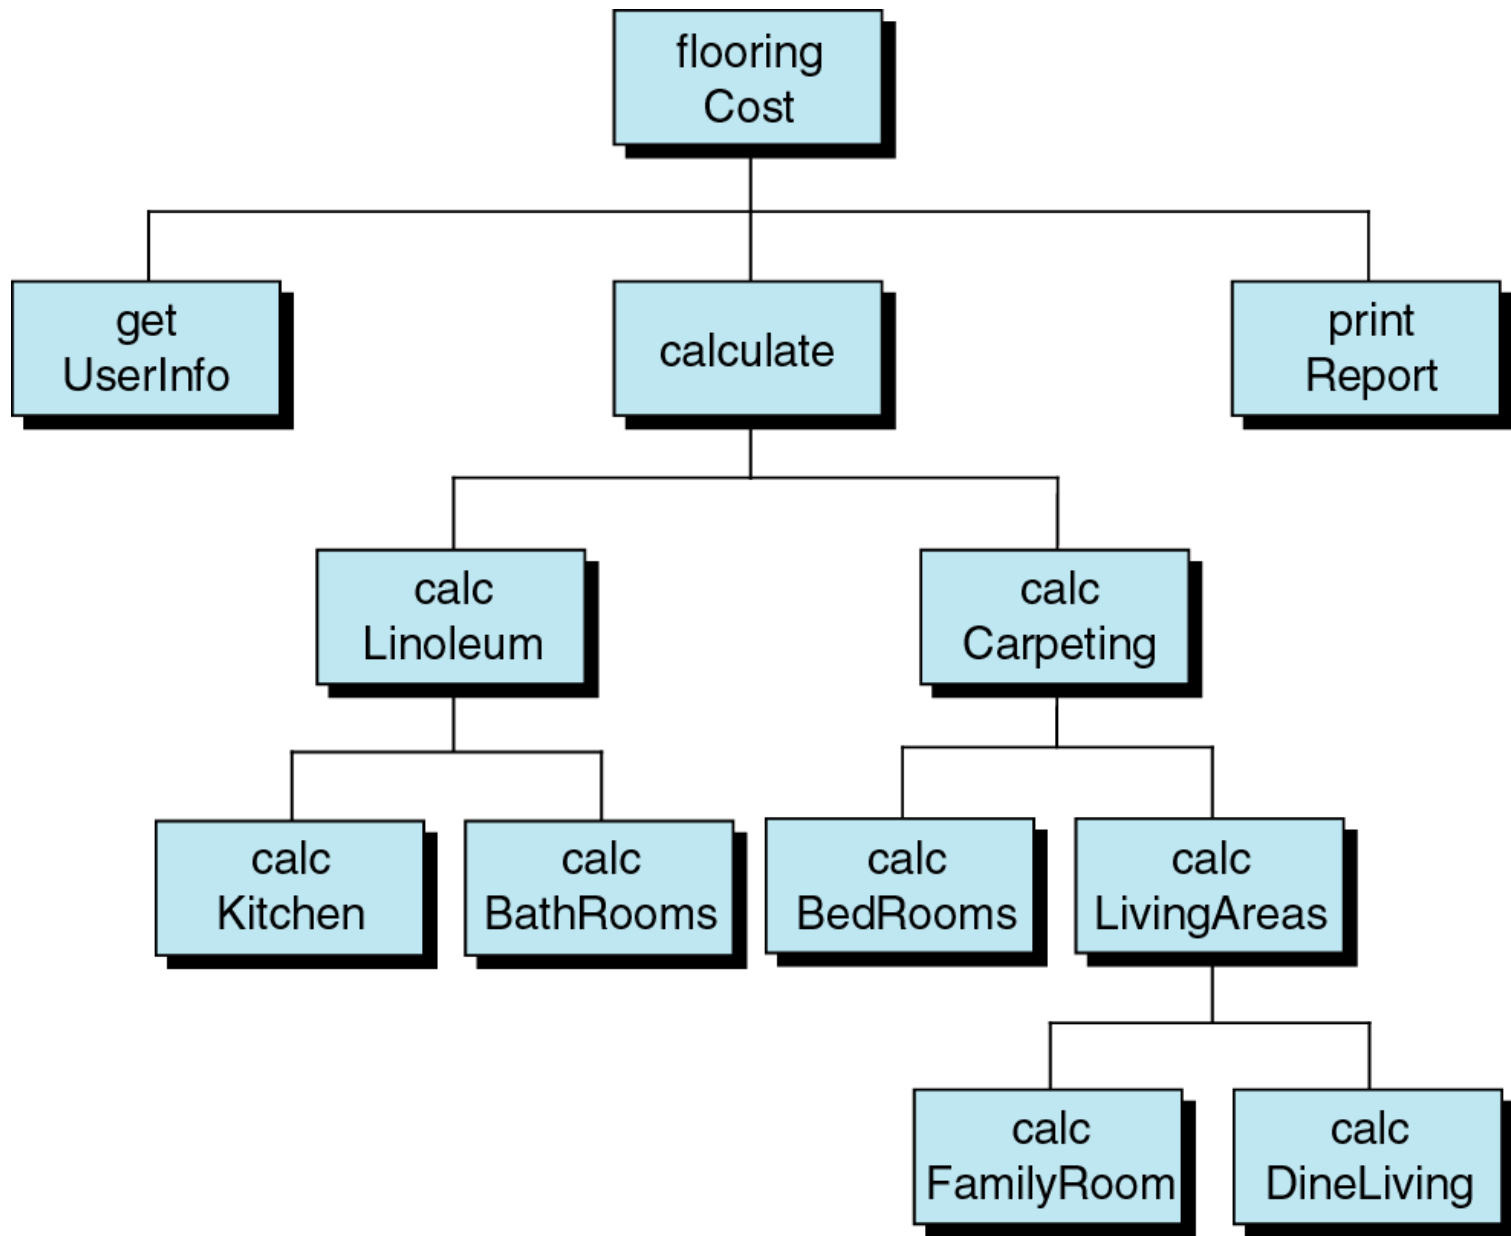 flooring
Cost
get
UserInfo
calculate
print
Report
calc
Linoleum
calc
Carpeting
calc
Kitchen
calc
BathRooms
calc
BedRooms
calc
LivingAreas
calc
FamilyRoom
calc
DineLiving